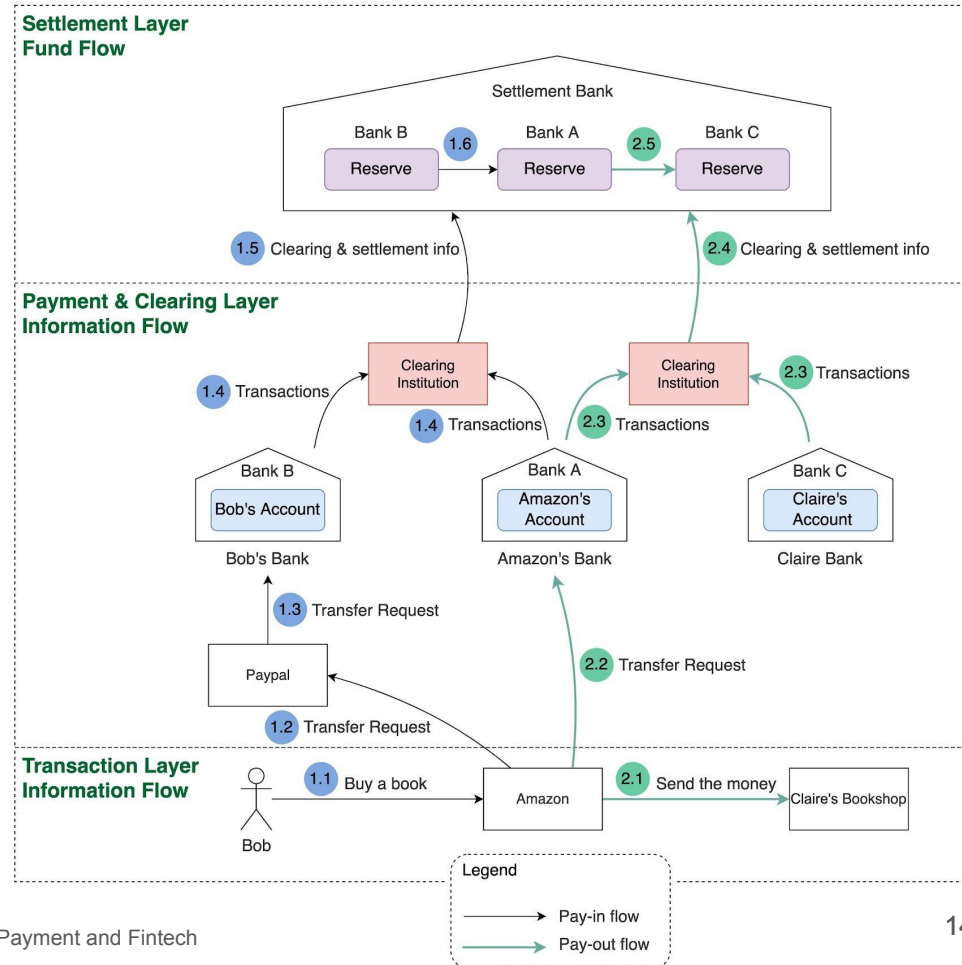 Settlement Layer
Fund Flow
Settlement Bank
Bank B
Bank A
Bank C
1.6
2.5
Reserve
Reserve
Reserve
1.5 Clearing & settlement info
2.4 Clearing & settlement info
Payment & Clearing Layer
Information Flow
Clearing
Institution
Clearing
Institution
1.4 Transactions
1.4 Transactions
2.3 Transactions
2.3 Transactions
Bank B
Bob's Account
Bob's Bank
Bank A
Amazon's
Account
Amazon's Bank
Bank C
Claire's
Account
Claire Bank
1.3 Transfer Request
Paypal
1.2 Transfer Request
2.2 Transfer Request
Transaction Layer
Information Flow
Bob
1.1 Buy a book
Amazon
2.1 Send the money
Claire's Bookshop
Legend
Pay-in flow
Pay-out flow
Payment and Fintech